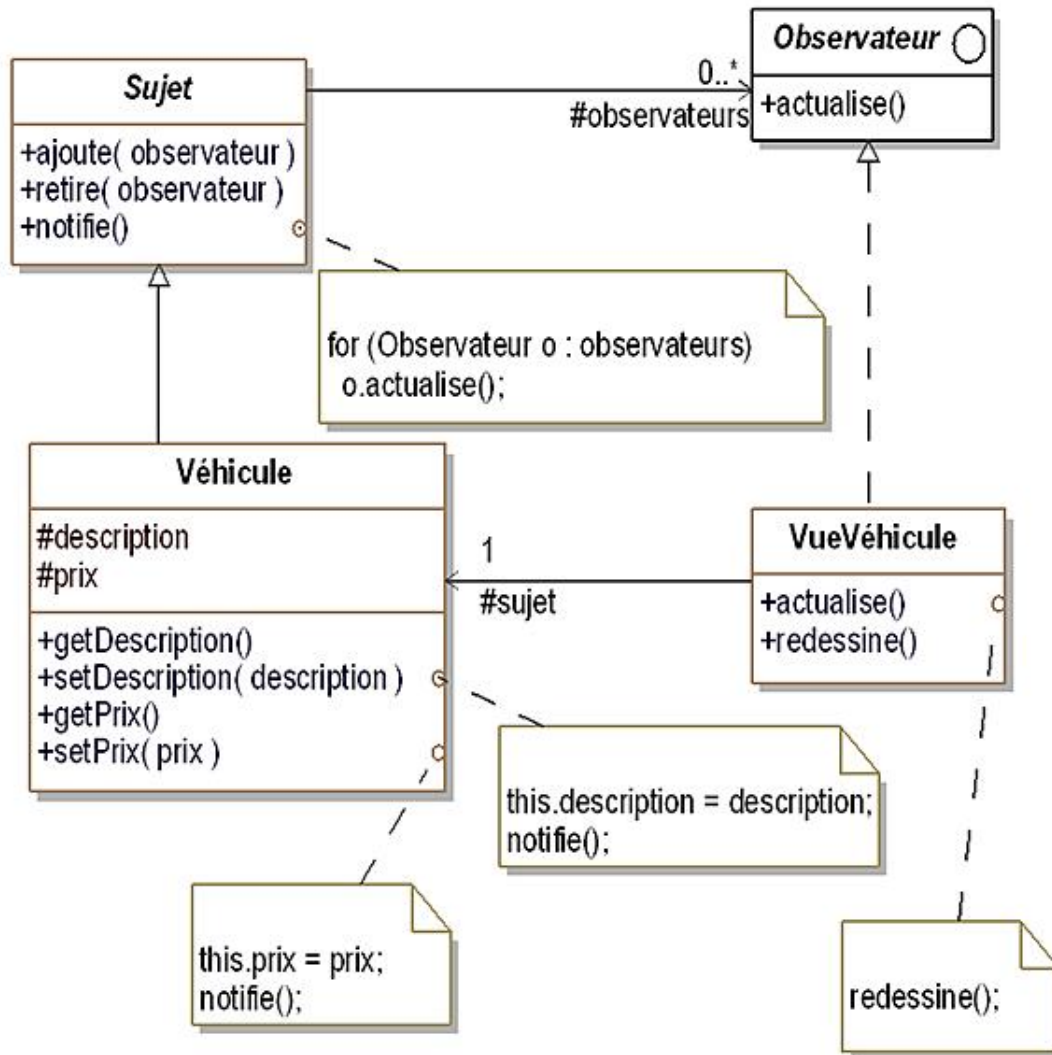 Sujet
+ajoute( observateur )
+retire( observateur )
+notifie()
0..*
#observateurs
Observateur
+actualise()
for (Observateur o : observateurs)
o.actualise();
Véhicule
#description
#prix
+getDescription()
+setDescription( description )
+getPrix()
+setPrix( prix )
1
#sujet
VueVéhicule
+actualise()
+redessine()
this.description = description;
notifie();
this.prix = prix;
notifie();
redessine();